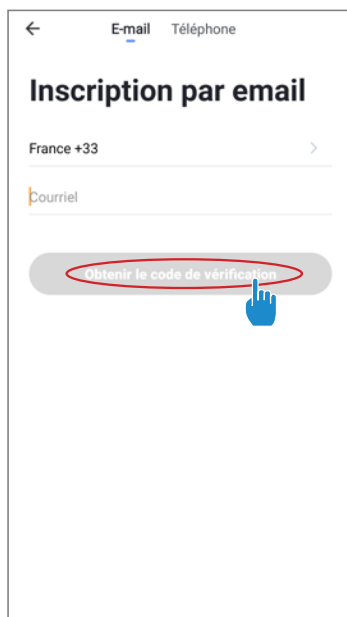 E-mail Téléphone
Inscription par email
France +33
Courriel
Obtenir le code de vérification